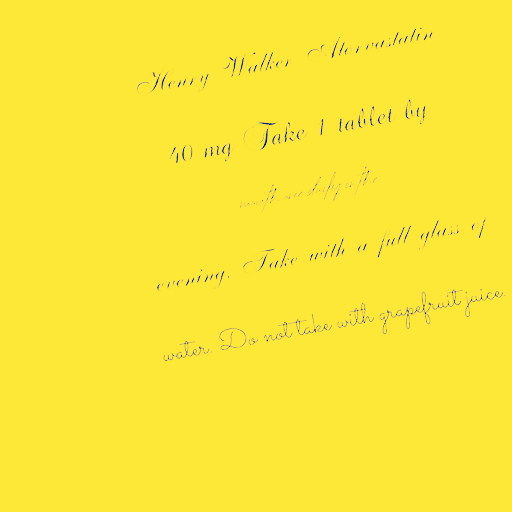 Henry Walker Atorvastatin
40 mg Take 1 tablet by
evening. Take with a full glass of
water. Do not take with grapefruit juice.